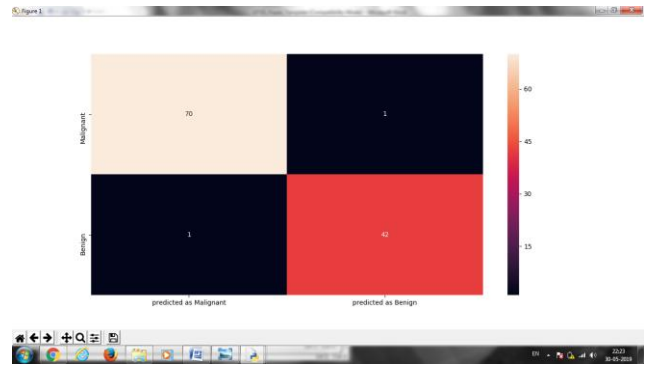 Figure 1
Malignant
70
1
Benign
1
42
predicted as Malignant
predicted as Benign
60
45
30
15
EN
22:23
30-05-2019